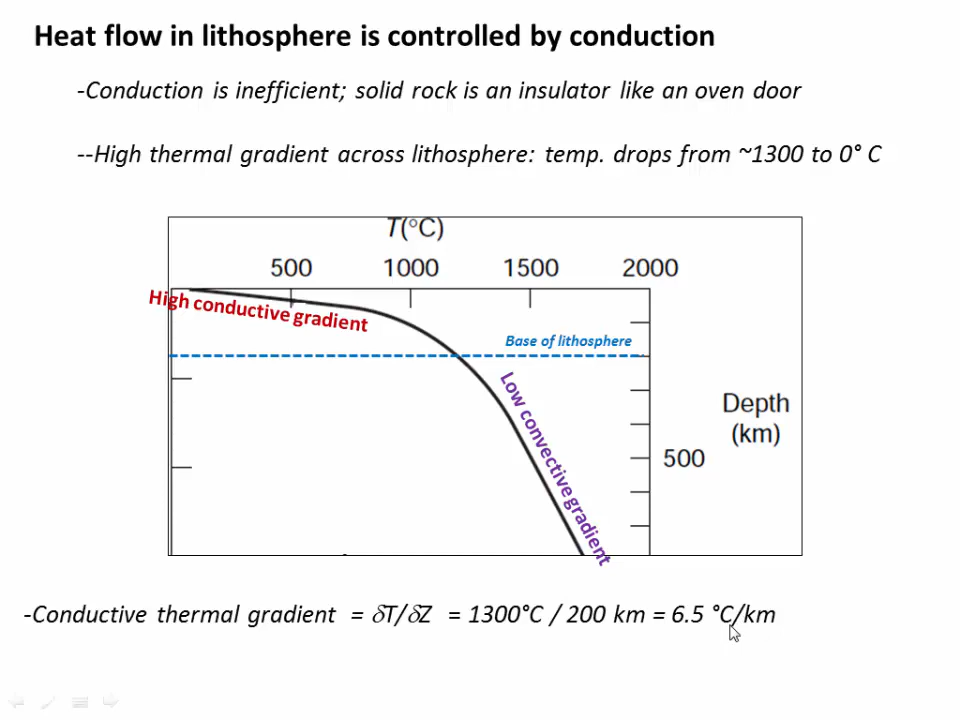 Heat flow in lithosphere is controlled by conduction
-Conduction is inefficient; solid rock is an insulator like an oven door
--High thermal gradient across lithosphere: temp. drops from ~1300 to 0° C
T(°C)
500 1000 1500 2000
High conductive gradient
Base of lithosphere
Low convective gradient
Depth
(km)
500
-Conductive thermal gradient = δT/δZ = 1300°C / 200 km = 6.5 °C/km